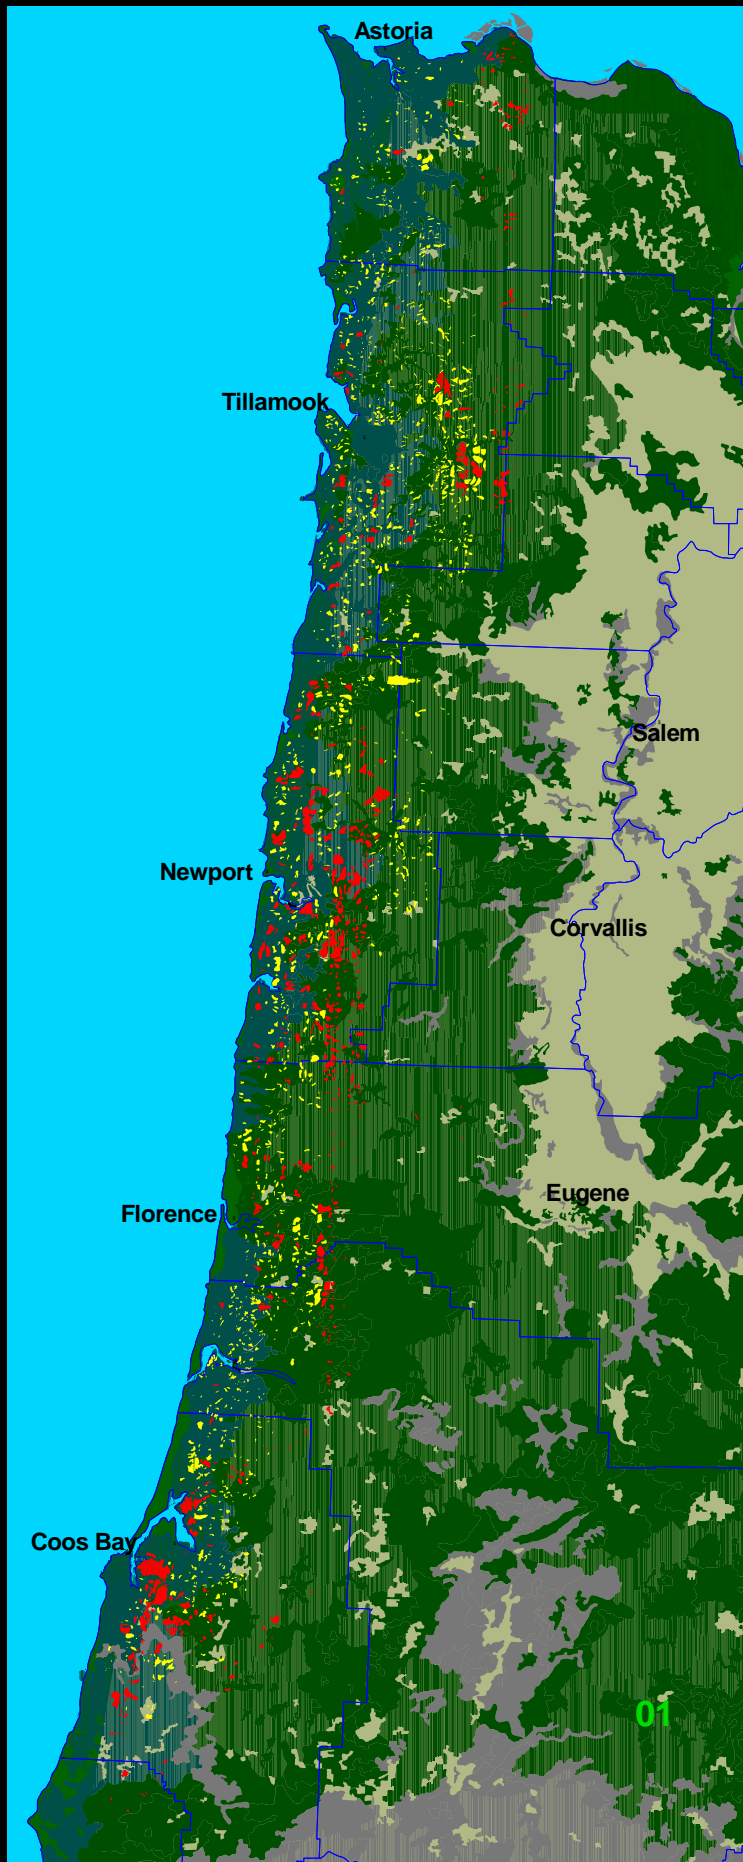 Astoria
Tillamook
Salem
Newport
Corvallis
Eugene
Florence
Coos Bay
01